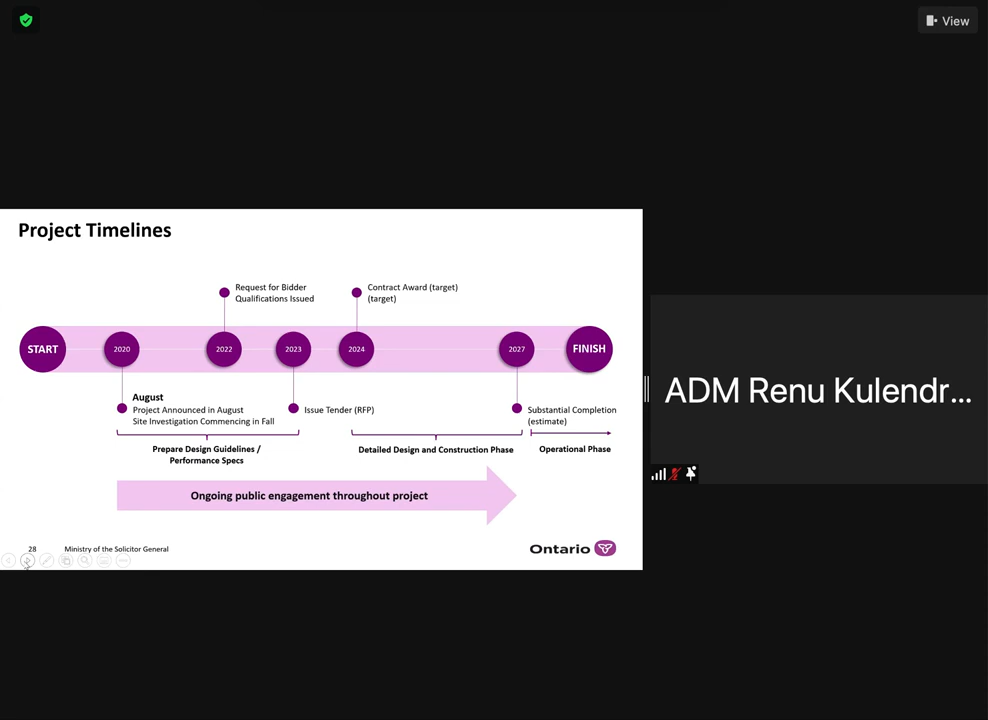 View
Project Timelines
Request for Bidder
Qualifications Issued
Contract Award (target)
(target)
START
2020
2022
2023
2024
2027
FINISH
August
Project Announced in August
Site Investigation Commencing in Fall
Issue Tender (RFP)
Substantial Completion
(estimate)
Prepare Design Guidelines /
Performance Specs
Detailed Design and Construction Phase
Operational Phase
Ongoing public engagement throughout project
28
Ministry of the Solicitor General
Ontario
ADM Renu Kulendr...